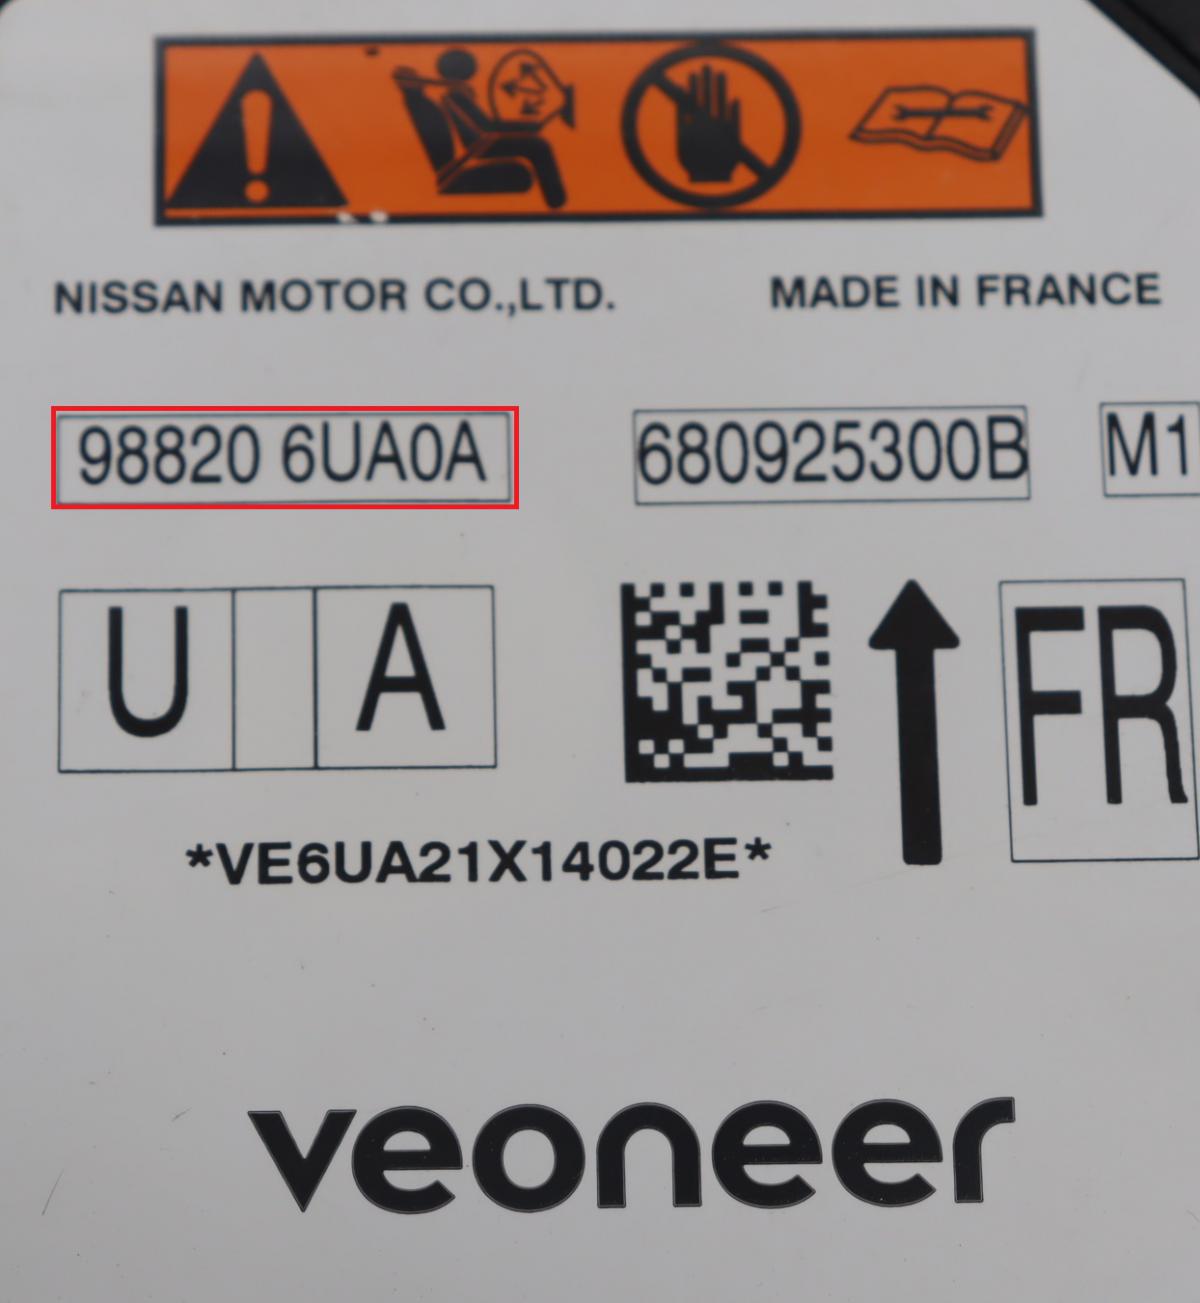 NISSAN MOTOR CO.,LTD. MADE IN FRANCE
98820 6UA0A 680925300B M1
U A FR
*VE6UA21X14022E*
veoneer